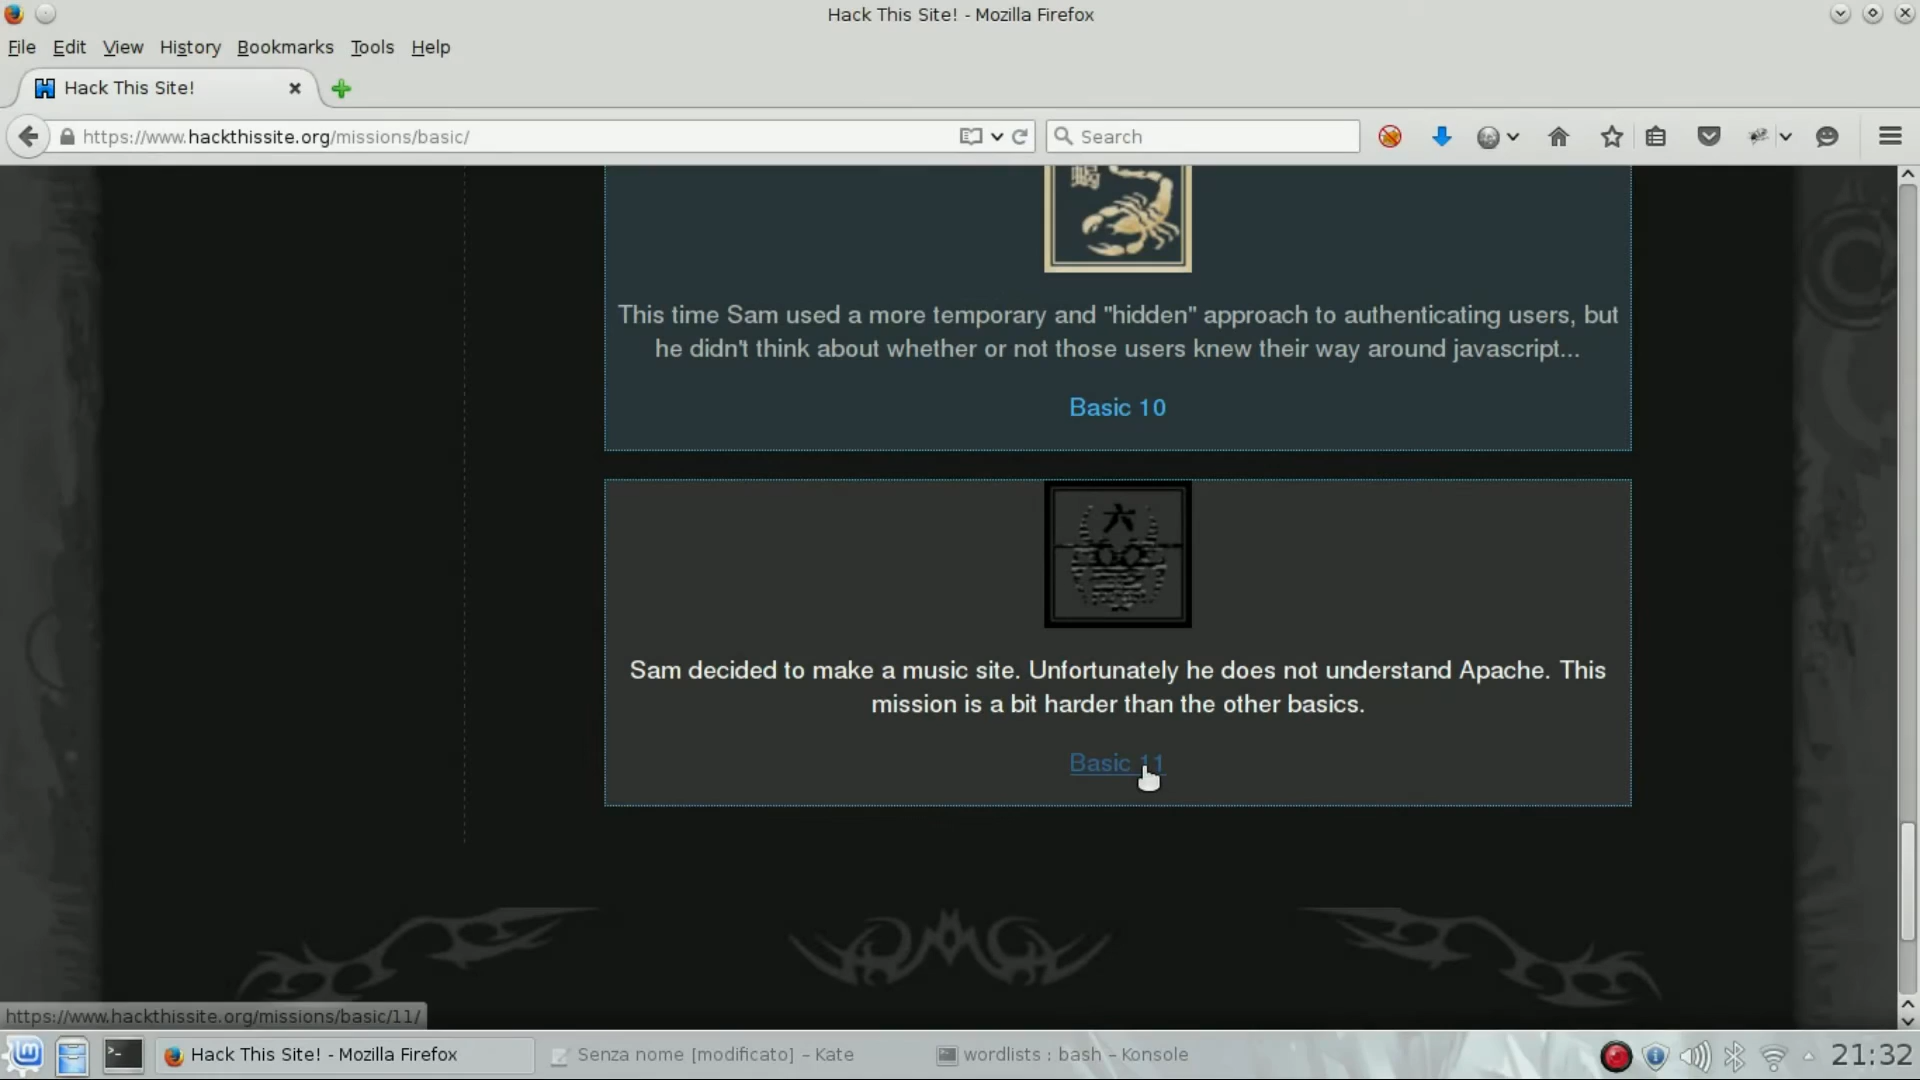 Hack This Site! - Mozilla Firefox
File Edit View History Bookmarks Tools Help
Hack This Site!
https://www.hackthissite.org/missions/basic/
Search
蝎
This time Sam used a more temporary and "hidden" approach to authenticating users, but
he didn't think about whether or not those users knew their way around javascript...
Basic 10
六
Sam decided to make a music site. Unfortunately he does not understand Apache. This
mission is a bit harder than the other basics.
Basic 11
https://www.hackthissite.org/missions/basic/11/
Hack This Site! - Mozilla Firefox
Senza nome [modificato] – Kate
wordlists : bash – Konsole
21:32